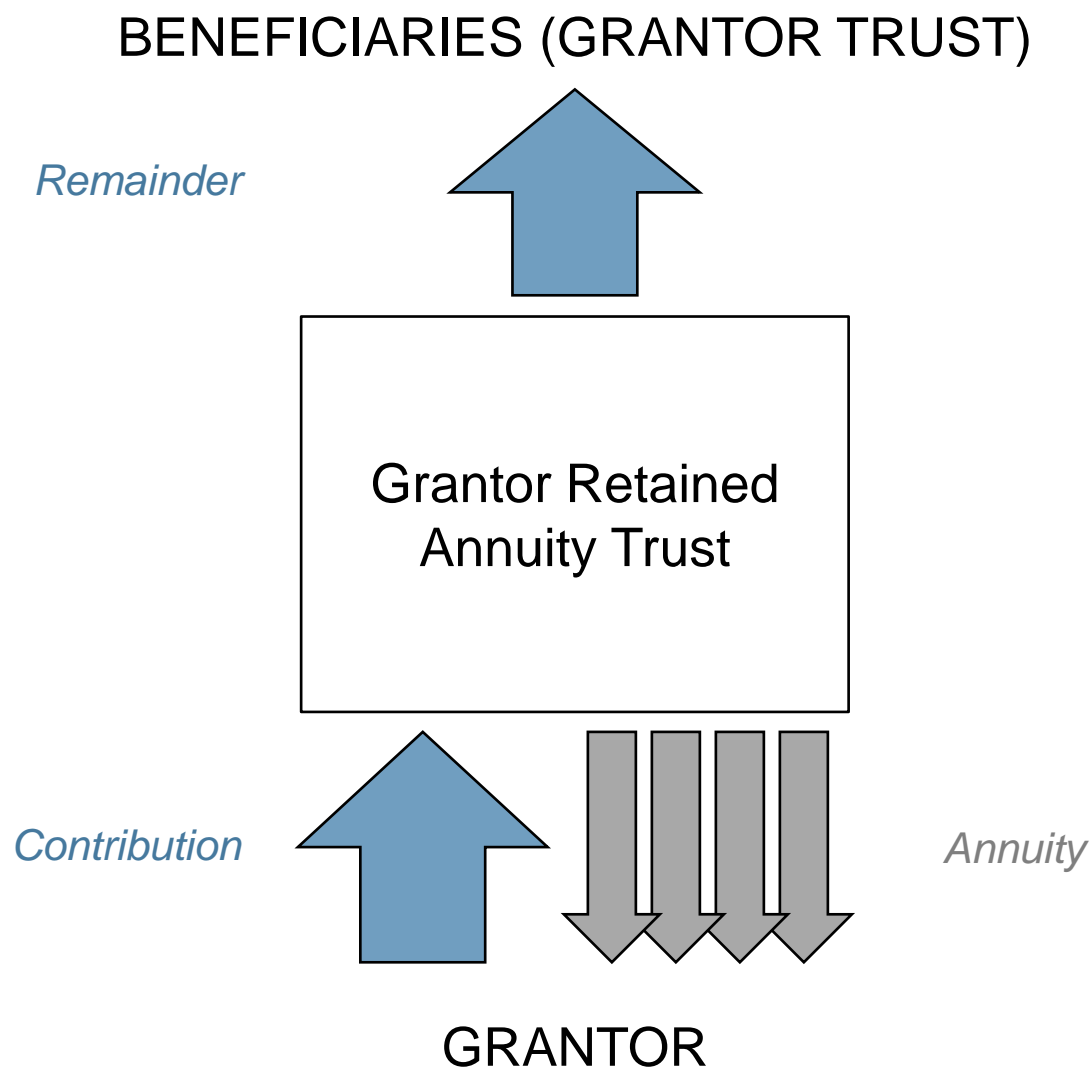 BENEFICIARIES (GRANTOR TRUST)
Remainder
Grantor Retained
Annuity Trust
Contribution
Annuity
GRANTOR